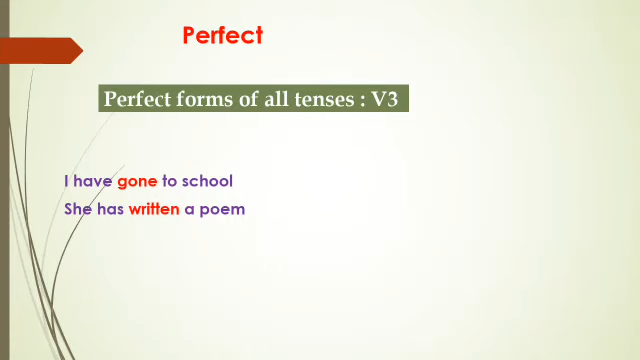 Perfect
Perfect forms of all tenses : V3
I have gone to school
She has written a poem